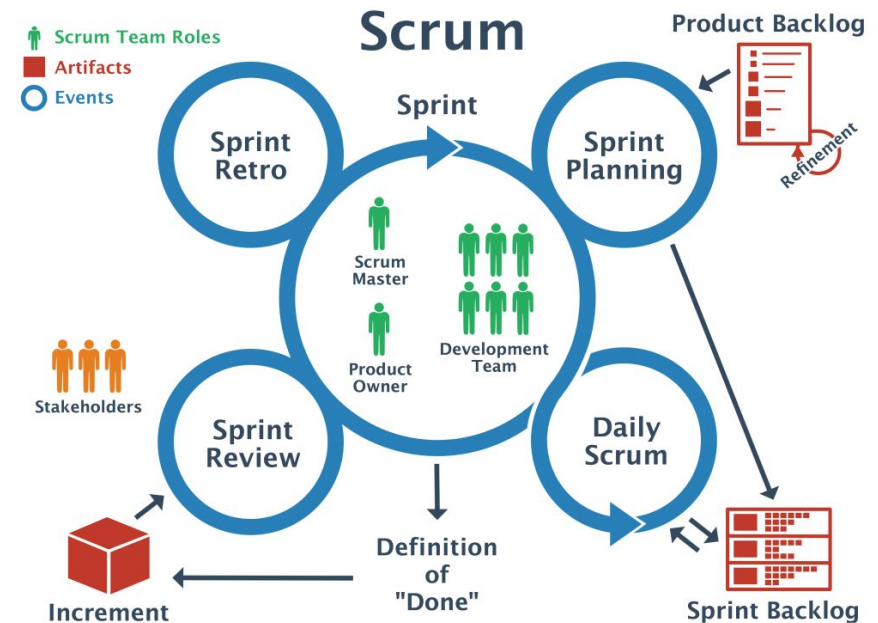 Scrum
Scrum Team Roles
Artifacts
Events
Product Backlog
Refinement
Sprint
Sprint
Retro
Sprint
Planning
Scrum
Master
Product
Owner
Development
Team
Stakeholders
Sprint
Review
Daily
Scrum
Definition
of
"Done"
Increment
Sprint Backlog